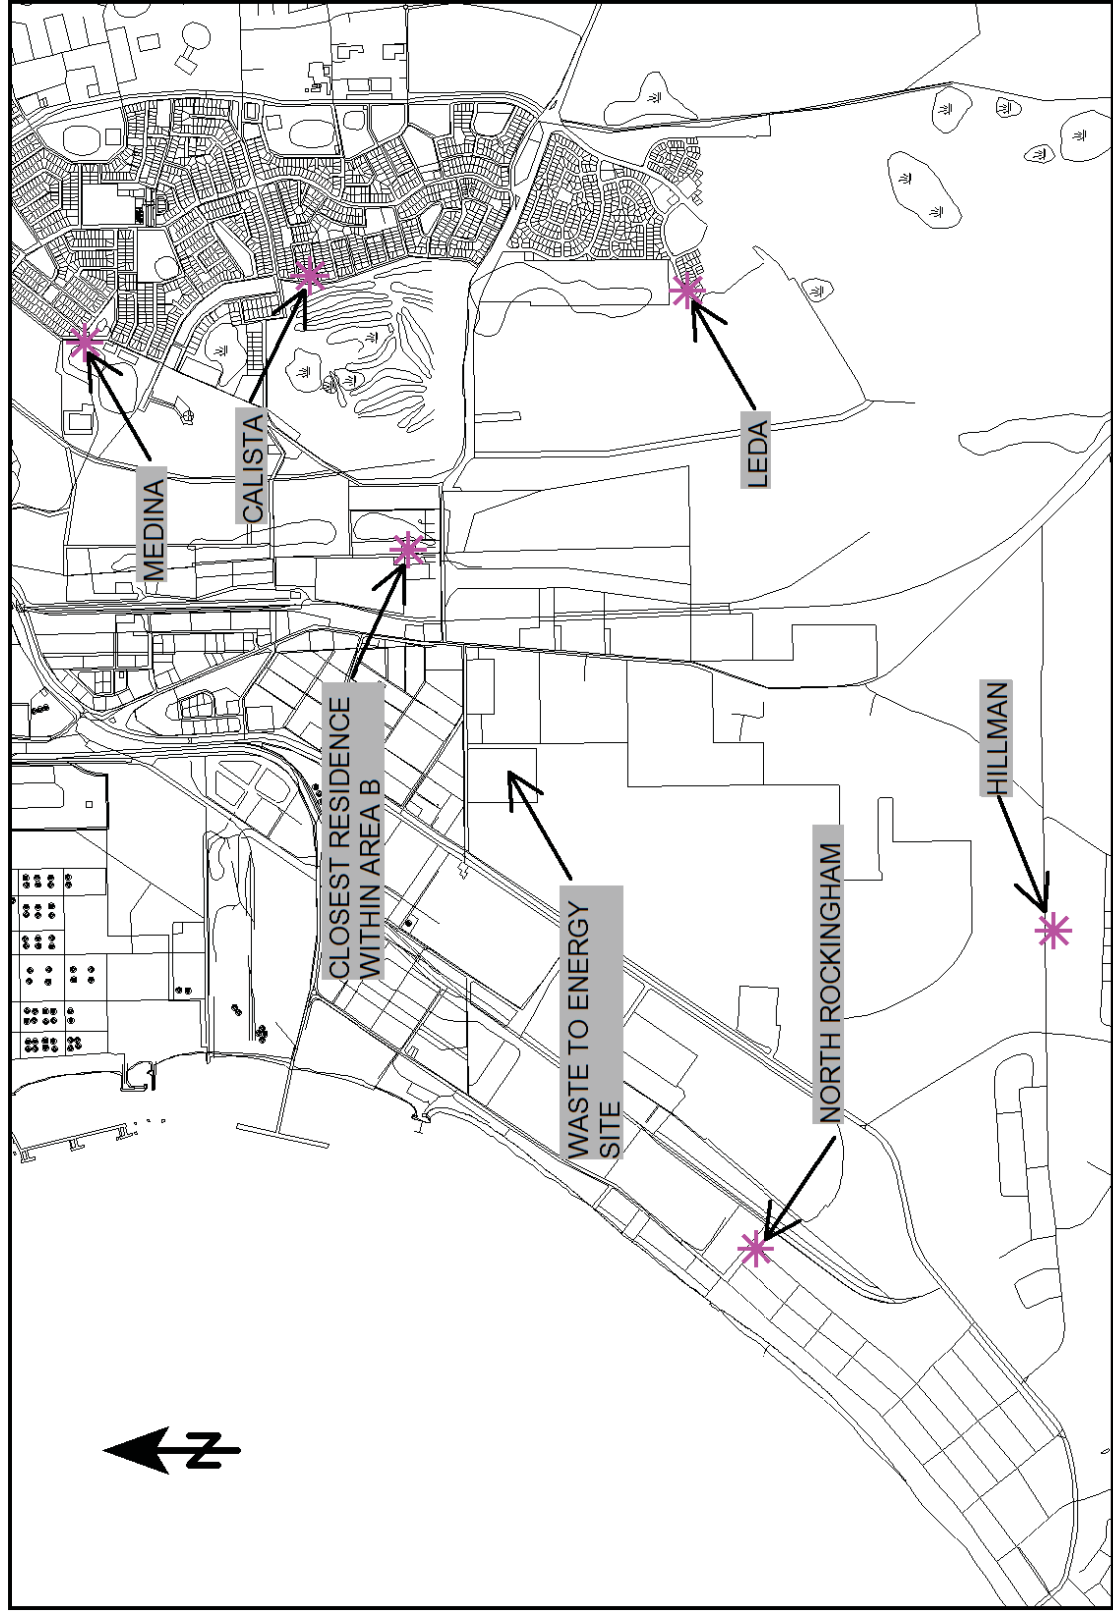 MEDINA
CALISTA
CLOSEST RESIDENCE
WITHIN AREA B
LEDA
WASTE TO ENERGY
SITE
HILLMAN
NORTH ROCKINGHAM
N